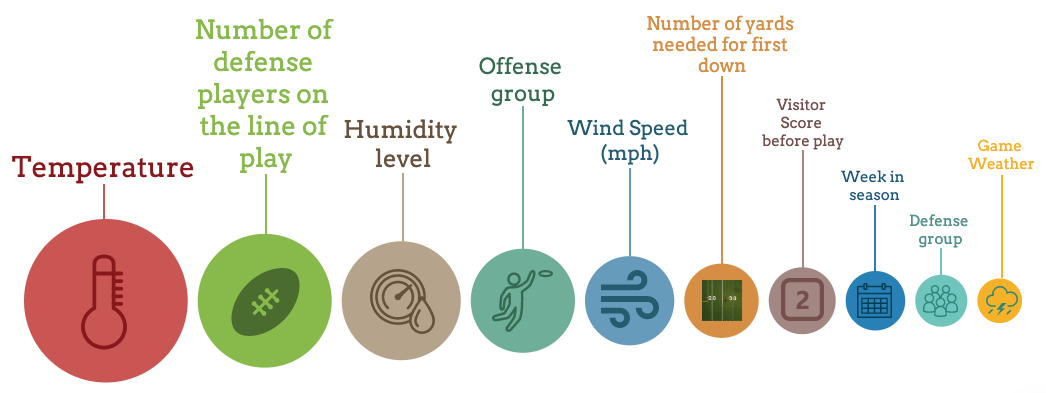 Temperature
Number of
defense
players on
the line of
play
Humidity
level
Offense
group
Wind Speed
(mph)
Number of yards
needed for first
down
Visitor
Score
before play
Week in
season
Defense
group
Game
Weather
2